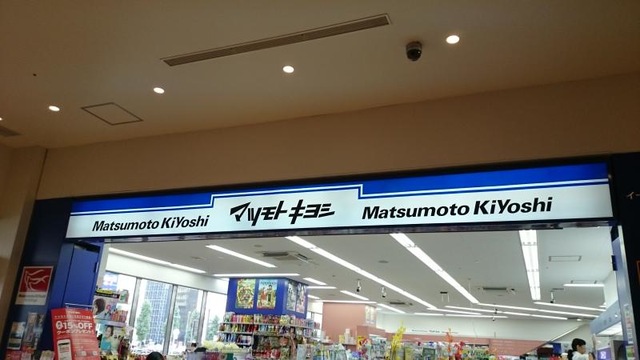 Matsumoto KiYoshi マツモトキヨシ Matsumoto KiYoshi
15%OFF